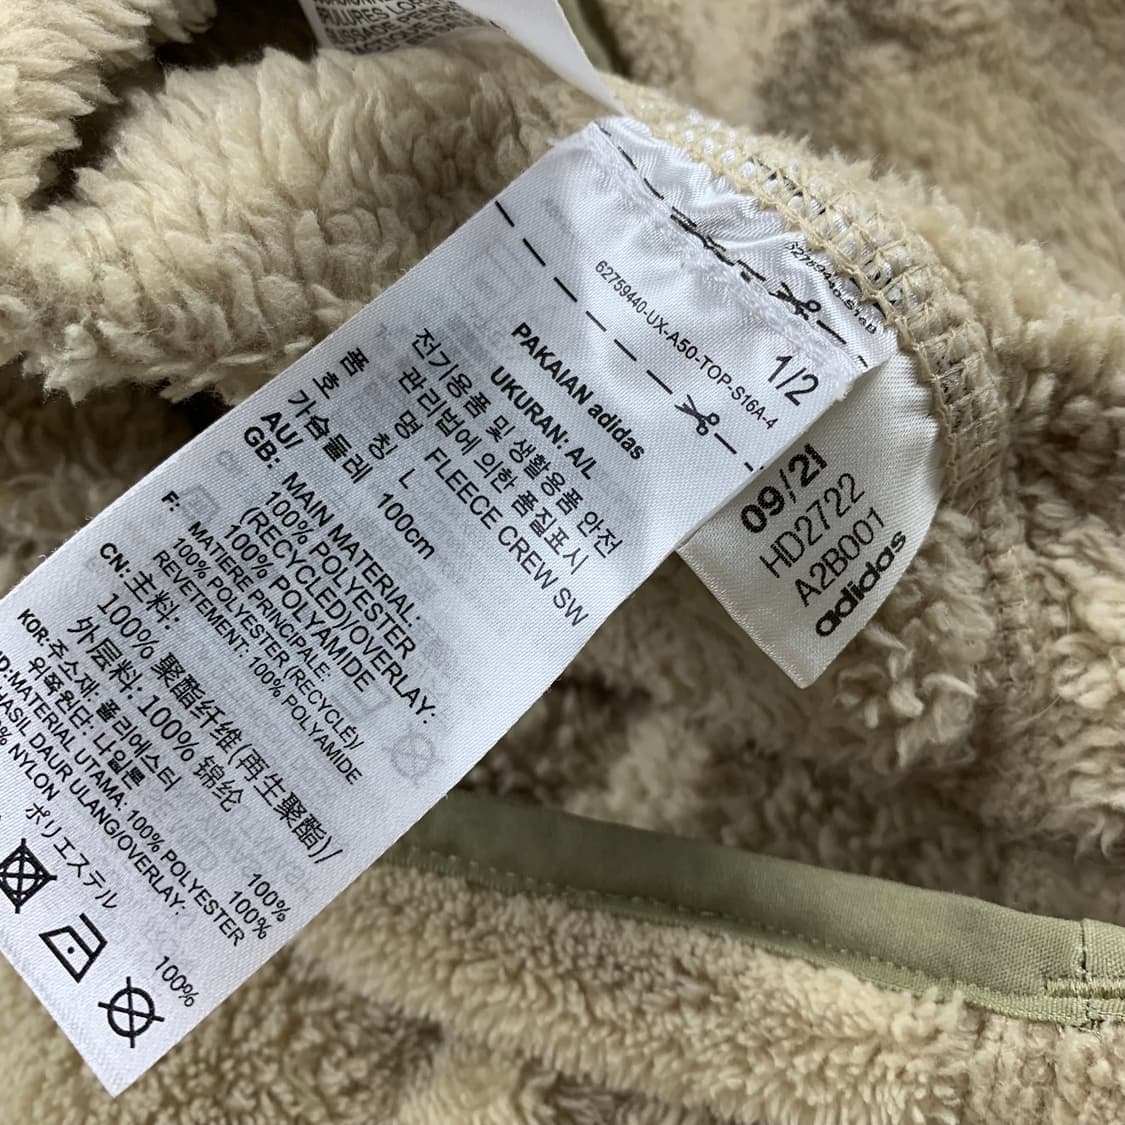 62759440-UX-A50-TOP-S16A-4
1/2
PAKAIAN adidas
UKURAN: A/L
전기용품 및 생활용품 안전
관리법에 의한 품질표시
품 명 FLEECE CREW SW
호 칭 L
가슴둘레 100cm
AU/
GB: MAIN MATERIAL:
100% POLYESTER
(RECYCLED)/OVERLAY:
100% POLYAMIDE
F: MATIERE PRINCIPALE:
100% POLYESTER (RECYCLÉ)/
REVETEMENT: 100% POLYAMIDE
CN: 主料:
100% 聚酯纤维(再生聚酯)/
外层料: 100% 锦纶
KOR:주소재: 폴리에스터 100%
외쪽원단: 나일론 100%
MATERIAL UTAMA: 100% POLYESTER
HASIL DAUR ULANG/OVERLAY:
NYLON
ポリエステル 100%
09/21
HD2722
A2B001
adidas